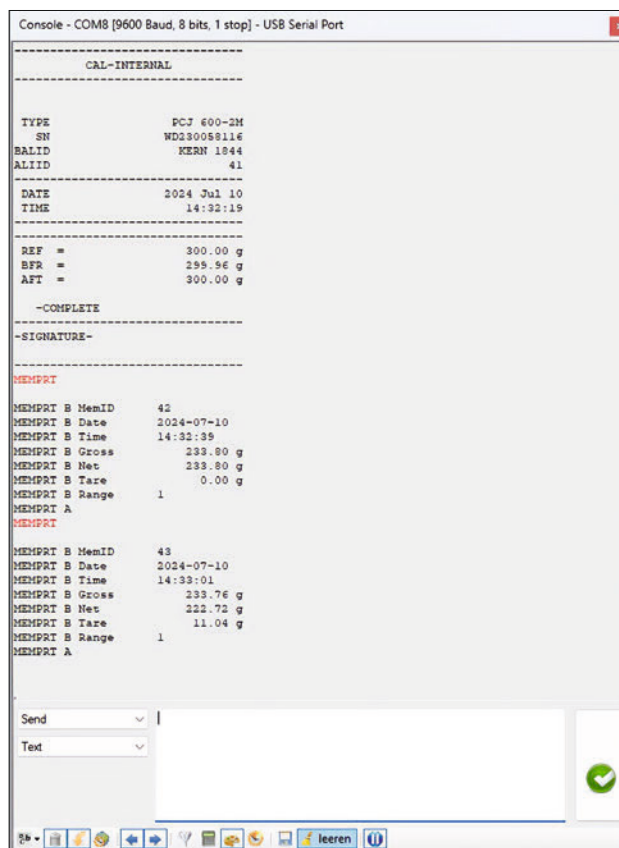 Console - COM8 [9600 Baud, 8 bits, 1 stop] - USB Serial Port
--------------------------------
CAL-INTERNAL
--------------------------------
TYPE PCJ 600-2M
SN WD230058116
BALID KERN 1844
ALIID 41
--------------------------------
DATE 2024 Jul 10
TIME 14:32:19
--------------------------------
--------------------------------
REF = 300.00 g
BFR = 299.96 g
AFT = 300.00 g
-COMPLETE
--------------------------------
-SIGNATURE-
--------------------------------
MEMPRT
MEMPRT B MemID 42
MEMPRT B Date 2024-07-10
MEMPRT B Time 14:32:39
MEMPRT B Gross 233.80 g
MEMPRT B Net 233.80 g
MEMPRT B Tare 0.00 g
MEMPRT B Range 1
MEMPRT A
MEMPRT
MEMPRT B MemID 43
MEMPRT B Date 2024-07-10
MEMPRT B Time 14:33:01
MEMPRT B Gross 233.76 g
MEMPRT B Net 222.72 g
MEMPRT B Tare 11.04 g
MEMPRT B Range 1
MEMPRT A
Send
Text
leeren